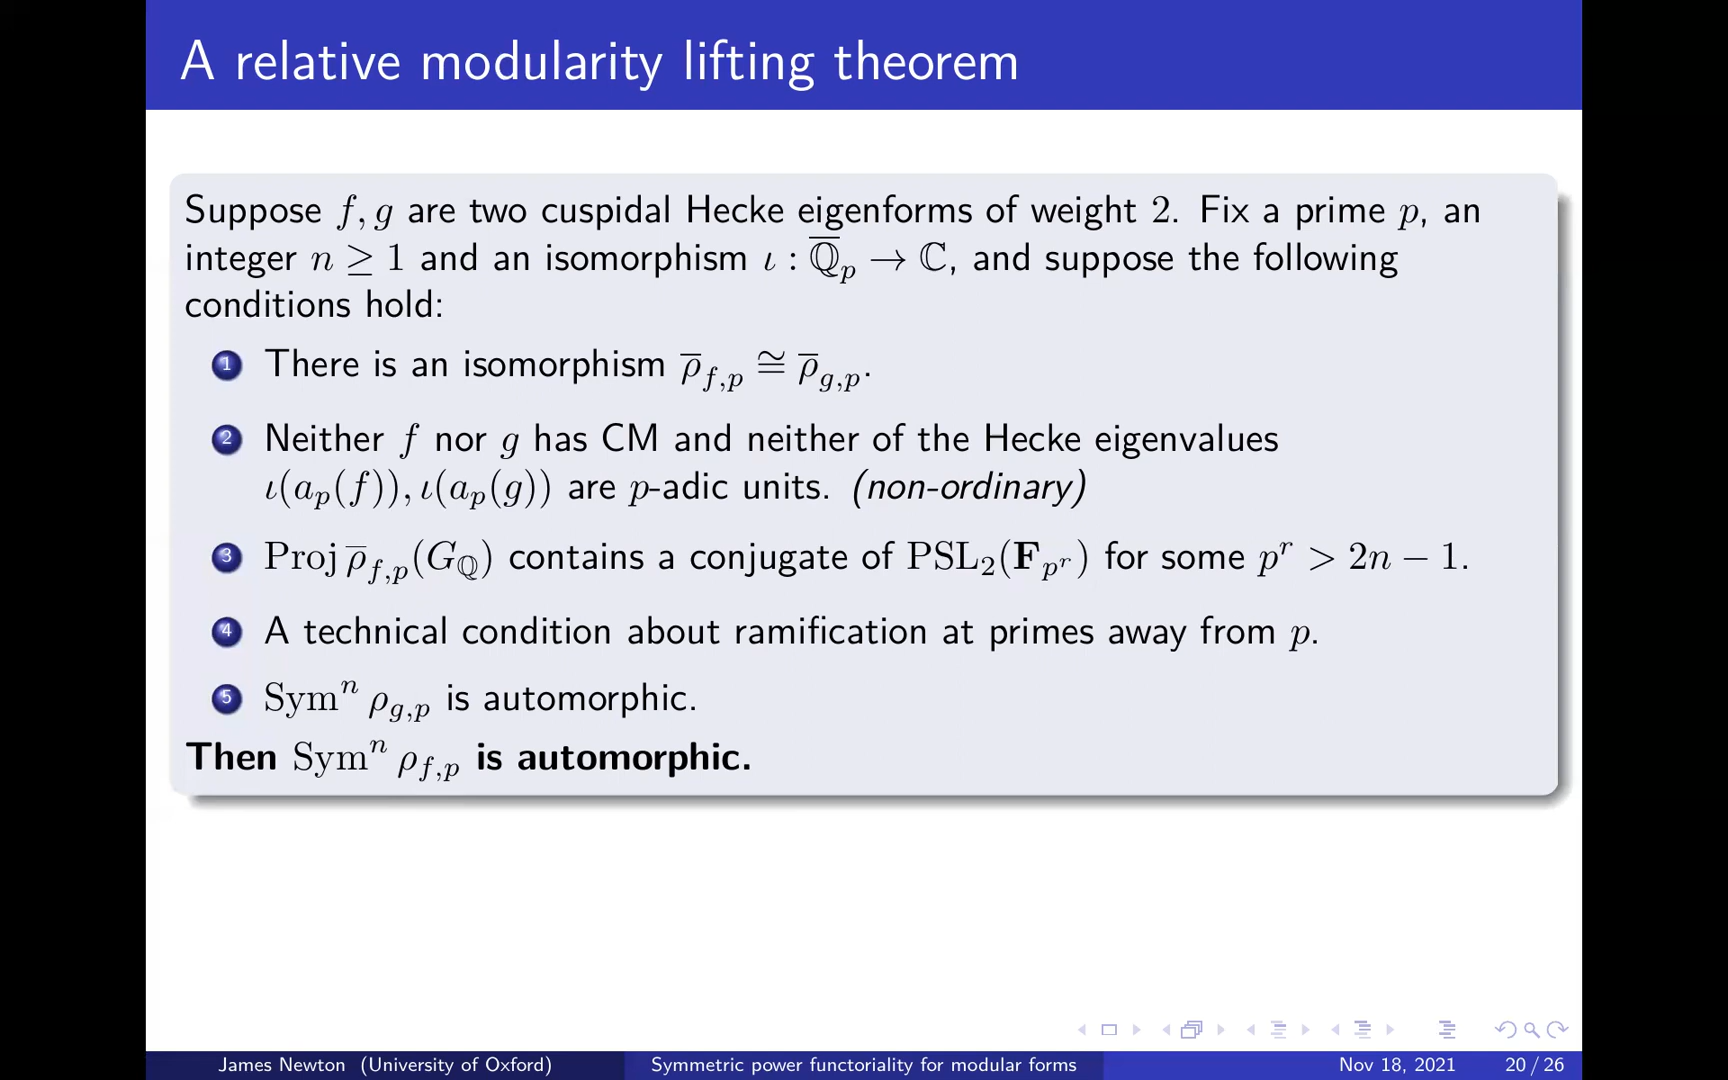 A relative modularity lifting theorem
Suppose f, g are two cuspidal Hecke eigenforms of weight 2. Fix a prime p, an
integer n ≥ 1 and an isomorphism ι : Q̅_p → ℂ, and suppose the following
conditions hold:
1 There is an isomorphism ρ̅_{f,p} ≅ ρ̅_{g,p}.
2 Neither f nor g has CM and neither of the Hecke eigenvalues
ι(a_p(f)), ι(a_p(g)) are p-adic units. (non-ordinary)
3 Proj ρ̅_{f,p}(G_ℚ) contains a conjugate of PSL_2(F_{p^r}) for some p^r > 2n − 1.
4 A technical condition about ramification at primes away from p.
5 Sym^n ρ_{g,p} is automorphic.
Then Sym^n ρ_{f,p} is automorphic.
James Newton (University of Oxford) Symmetric power functoriality for modular forms Nov 18, 2021 20 / 26